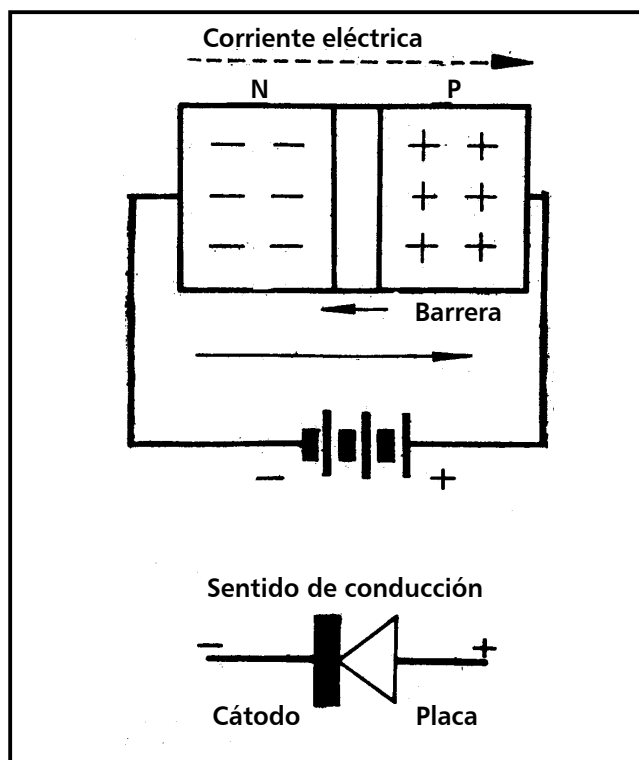 Corriente eléctrica
N P
Barrera
− +
Sentido de conducción
− +
Cátodo Placa